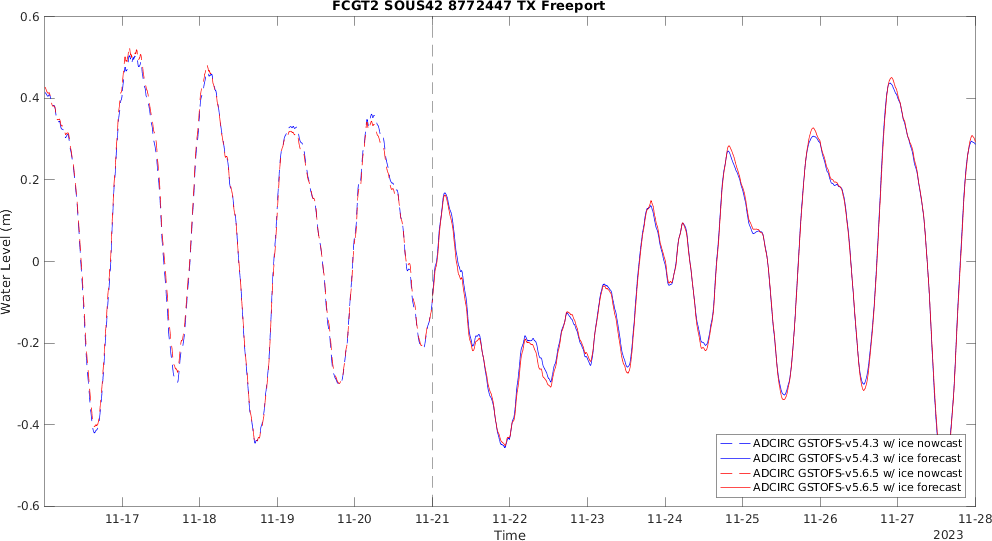 FCGT2 SOUS42 8772447 TX Freeport
0.6
0.4
0.2
0
-0.2
-0.4
-0.6
Water Level (m)
11-17 11-18 11-19 11-20 11-21 11-22 11-23 11-24 11-25 11-26 11-27 11-28
Time
2023
ADCIRC GSTOFS-v5.4.3 w/ ice nowcast
ADCIRC GSTOFS-v5.4.3 w/ ice forecast
ADCIRC GSTOFS-v5.6.5 w/ ice nowcast
ADCIRC GSTOFS-v5.6.5 w/ ice forecast